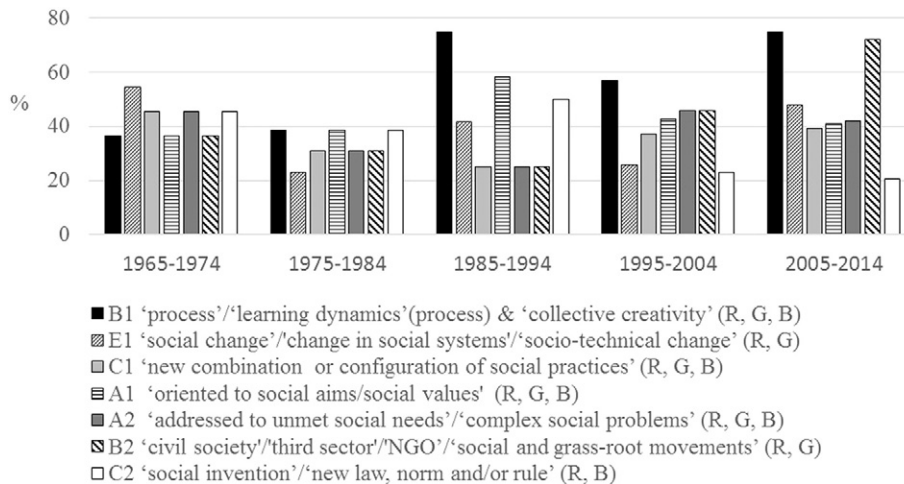 80
60
%
40
20
0
1965-1974 1975-1984 1985-1994 1995-2004 2005-2014
B1 ‘process’/‘learning dynamics’(process) & ‘collective creativity’ (R, G, B)
E1 ‘social change’/'change in social systems'/‘socio-technical change’ (R, G)
C1 ‘new combination or configuration of social practices’ (R, G, B)
A1 ‘oriented to social aims/social values' (R, G, B)
A2 ‘addressed to unmet social needs’/‘complex social problems’ (R, G, B)
B2 ‘civil society'/'third sector'/'NGO’/‘social and grass-root movements’ (R, G)
C2 ‘social invention’/‘new law, norm and/or rule’ (R, B)